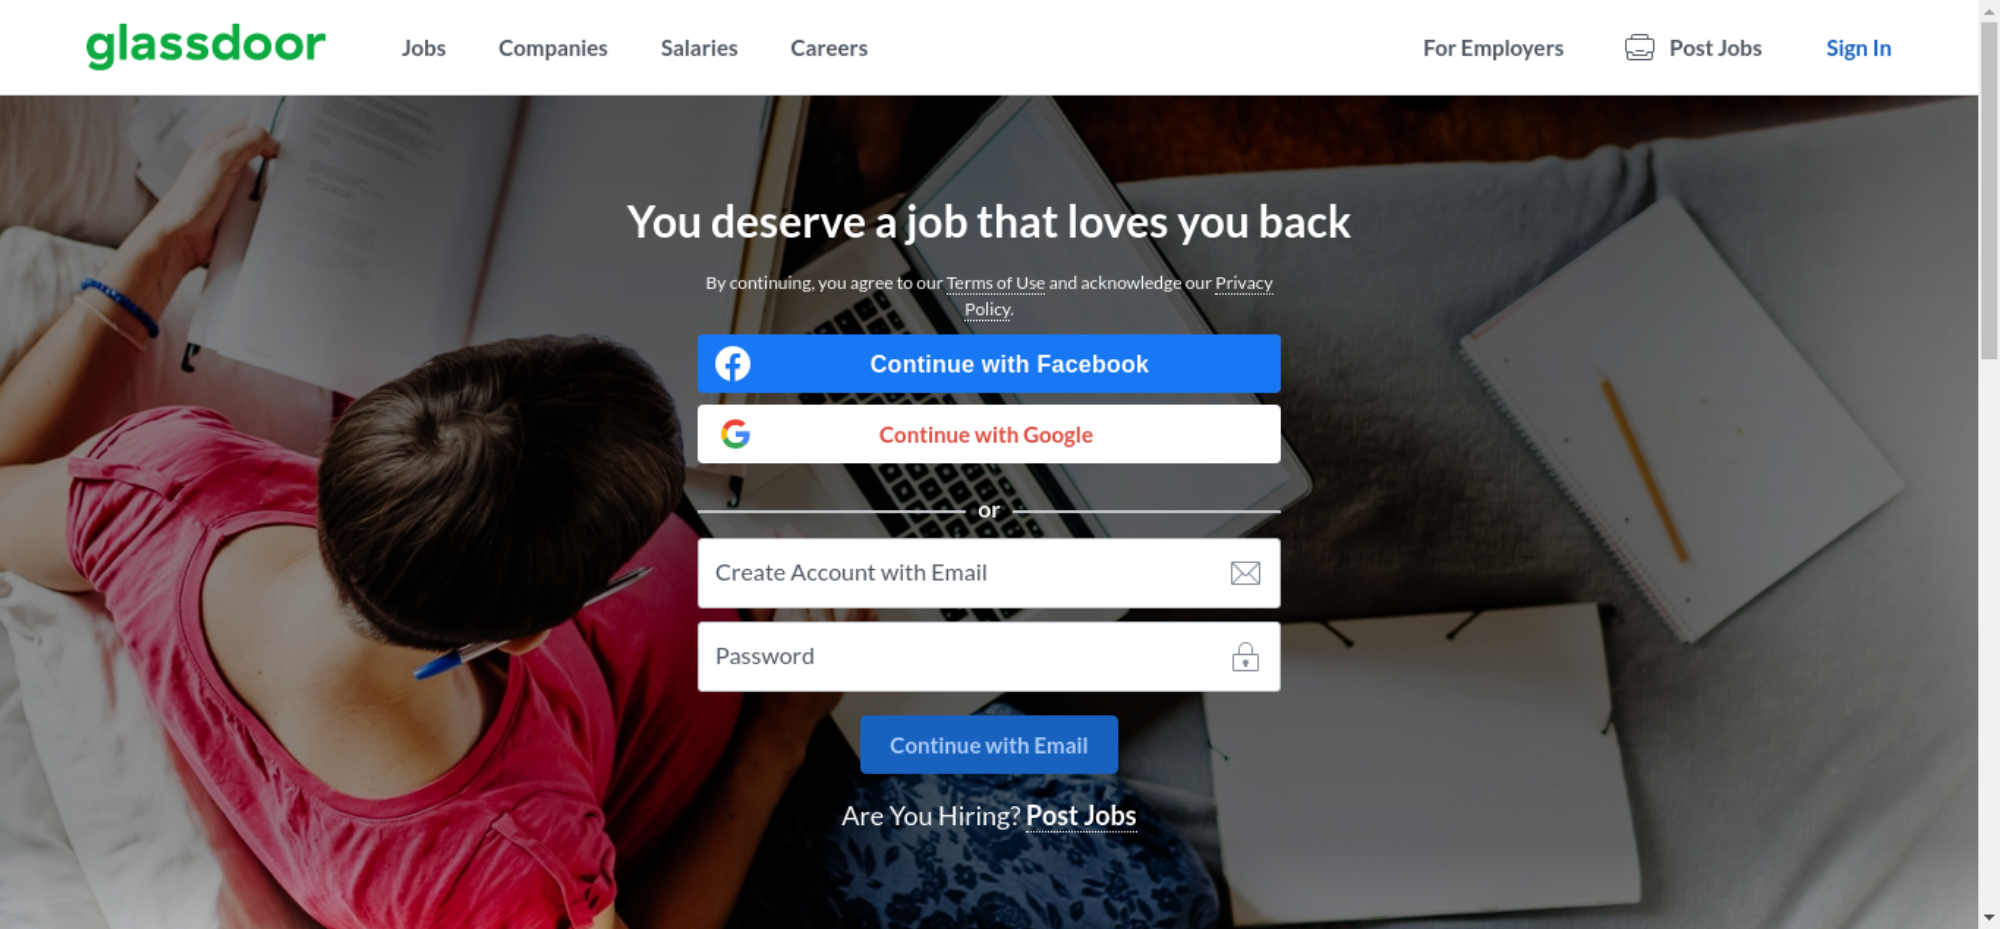 glassdoor
Jobs
Companies
Salaries
Careers
For Employers
Post Jobs
Sign In
You deserve a job that loves you back
By continuing, you agree to our Terms of Use and acknowledge our Privacy
Policy.
Continue with Facebook
Continue with Google
or
Create Account with Email
Password
Continue with Email
Are You Hiring? Post Jobs